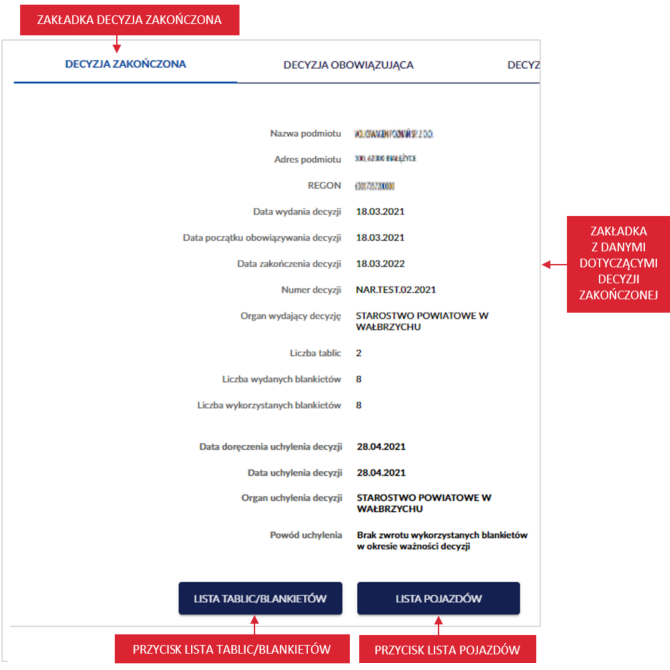 ZAKŁADKA DECYZJA ZAKOŃCZONA
DECYZJA ZAKOŃCZONA
DECYZJA OBOWIĄZUJĄCA
DECYZ
Nazwa podmiotu
Adres podmiotu
REGON
Data wydania decyzji 18.03.2021
Data początku obowiązywania decyzji 18.03.2021
Data zakończenia decyzji 18.03.2022
Numer decyzji NAR.TEST.02.2021
Organ wydający decyzję STAROSTWO POWIATOWE W
WAŁBRZYCHU
Liczba tablic 2
Liczba wydanych blankietów 8
Liczba wykorzystanych blankietów 8
Data doręczenia uchylenia decyzji 28.04.2021
Data uchylenia decyzji 28.04.2021
Organ uchylenia decyzji STAROSTWO POWIATOWE W
WAŁBRZYCHU
Powód uchylenia Brak zwrotu wykorzystanych blankietów
w okresie ważności decyzji
ZAKŁADKA
Z DANYMI
DOTYCZĄCYMI
DECYZJI
ZAKOŃCZONEJ
LISTA TABLIC/BLANKIETÓW
LISTA POJAZDÓW
PRZYCISK LISTA TABLIC/BLANKIETÓW
PRZYCISK LISTA POJAZDÓW